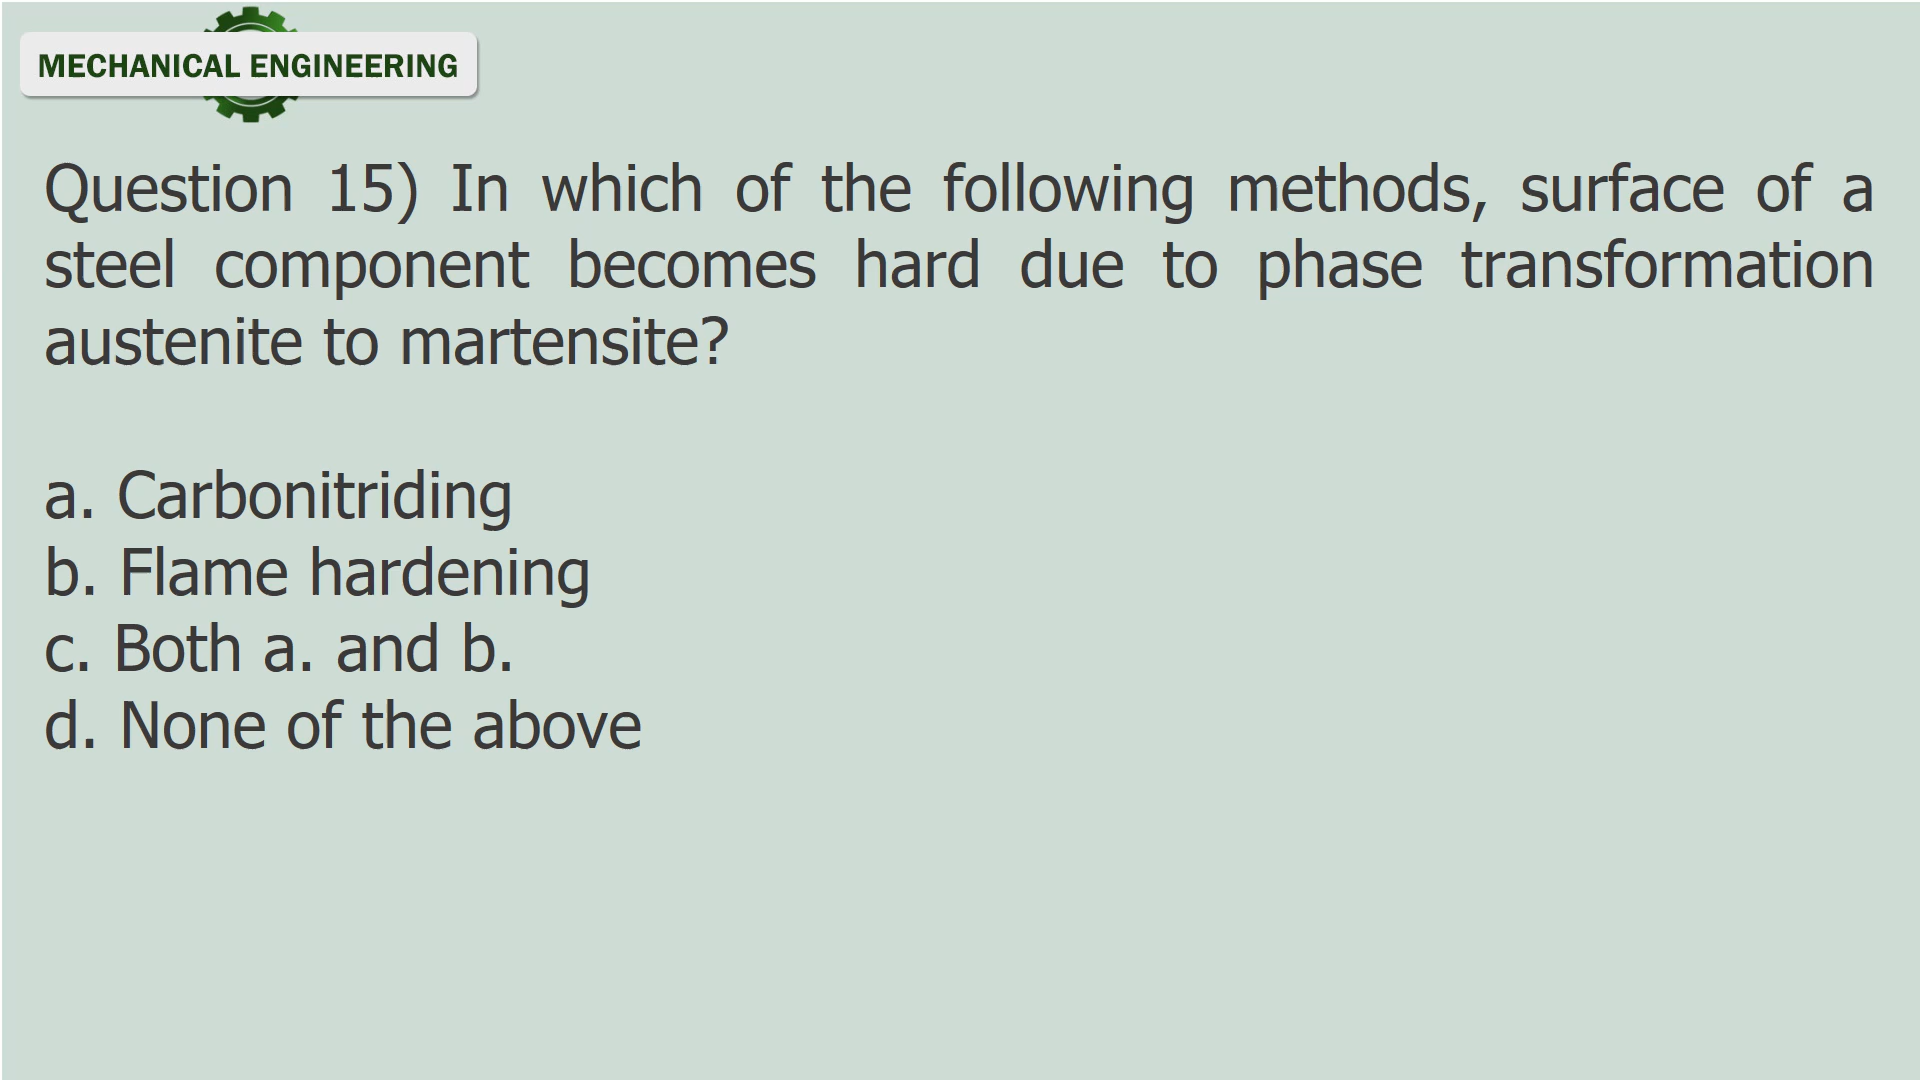 MECHANICAL ENGINEERING
Question 15) In which of the following methods, surface of a
steel component becomes hard due to phase transformation
austenite to martensite?
a. Carbonitriding
b. Flame hardening
c. Both a. and b.
d. None of the above